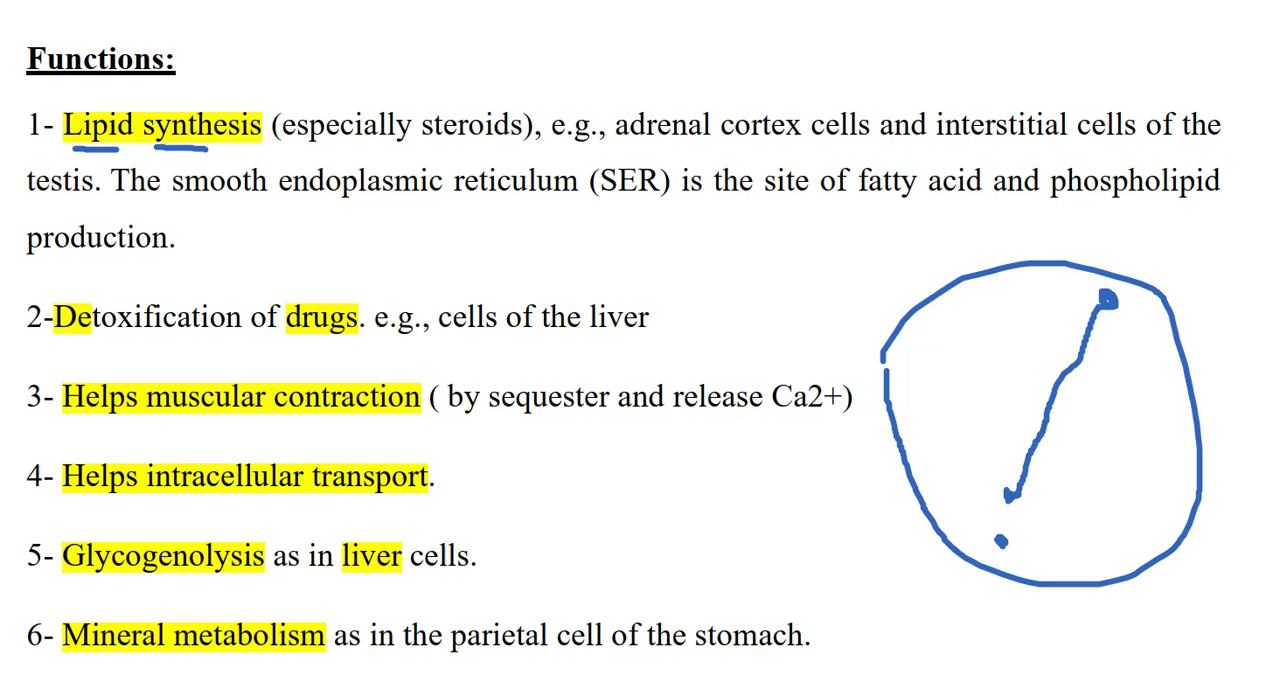 Functions:
1- Lipid synthesis (especially steroids), e.g., adrenal cortex cells and interstitial cells of the
testis. The smooth endoplasmic reticulum (SER) is the site of fatty acid and phospholipid
production.
2-Detoxification of drugs. e.g., cells of the liver
3- Helps muscular contraction ( by sequester and release Ca2+)
4- Helps intracellular transport.
5- Glycogenolysis as in liver cells.
6- Mineral metabolism as in the parietal cell of the stomach.